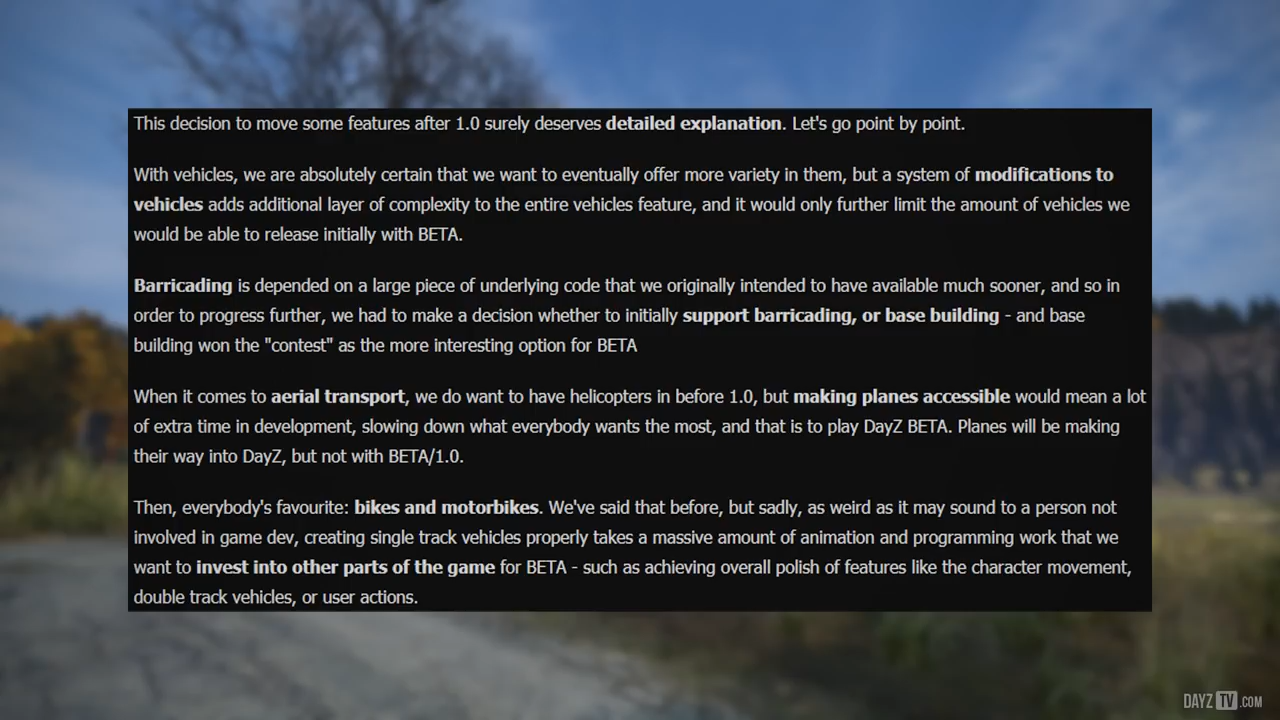 This decision to move some features after 1.0 surely deserves detailed explanation. Let's go point by point.
With vehicles, we are absolutely certain that we want to eventually offer more variety in them, but a system of modifications to
vehicles adds additional layer of complexity to the entire vehicles feature, and it would only further limit the amount of vehicles we
would be able to release initially with BETA.
Barricading is depended on a large piece of underlying code that we originally intended to have available much sooner, and so in
order to progress further, we had to make a decision whether to initially support barricading, or base building - and base
building won the "contest" as the more interesting option for BETA
When it comes to aerial transport, we do want to have helicopters in before 1.0, but making planes accessible would mean a lot
of extra time in development, slowing down what everybody wants the most, and that is to play DayZ BETA. Planes will be making
their way into DayZ, but not with BETA/1.0.
Then, everybody's favourite: bikes and motorbikes. We've said that before, but sadly, as weird as it may sound to a person not
involved in game dev, creating single track vehicles properly takes a massive amount of animation and programming work that we
want to invest into other parts of the game for BETA - such as achieving overall polish of features like the character movement,
double track vehicles, or user actions.
DAYZ TV .COM